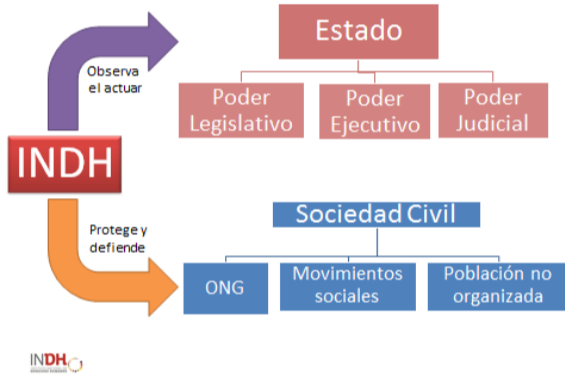 Estado
Observa
el actuar
Poder
Legislativo
Poder
Ejecutivo
Poder
Judicial
INDH
Protege y
defiende
Sociedad Civil
ONG
Movimientos
sociales
Población no
organizada
INDH